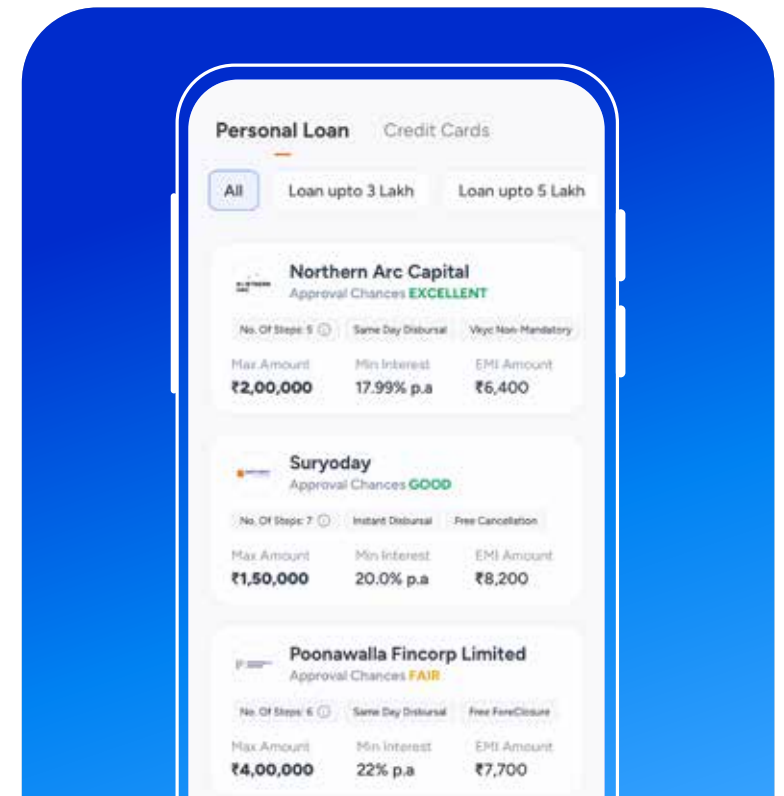 Personal Loan Credit Cards
All Loan upto 3 Lakh Loan upto 5 Lakh
Northern Arc Capital
Approval Chances EXCELLENT
No. Of Steps: 5 Same Day Disbursal Vkyc Non-Mandatory
Max Amount Min Interest EMI Amount
₹2,00,000 17.99% p.a ₹6,400
Suryoday
Approval Chances GOOD
No. Of Steps: 7 Instant Disbursal Free Cancellation
Max Amount Min Interest EMI Amount
₹1,50,000 20.0% p.a ₹8,200
Poonawalla Fincorp Limited
Approval Chances FAIR
No. Of Steps: 6 Same Day Disbursal Free ForeClosure
Max Amount Min Interest EMI Amount
₹4,00,000 22% p.a ₹7,700